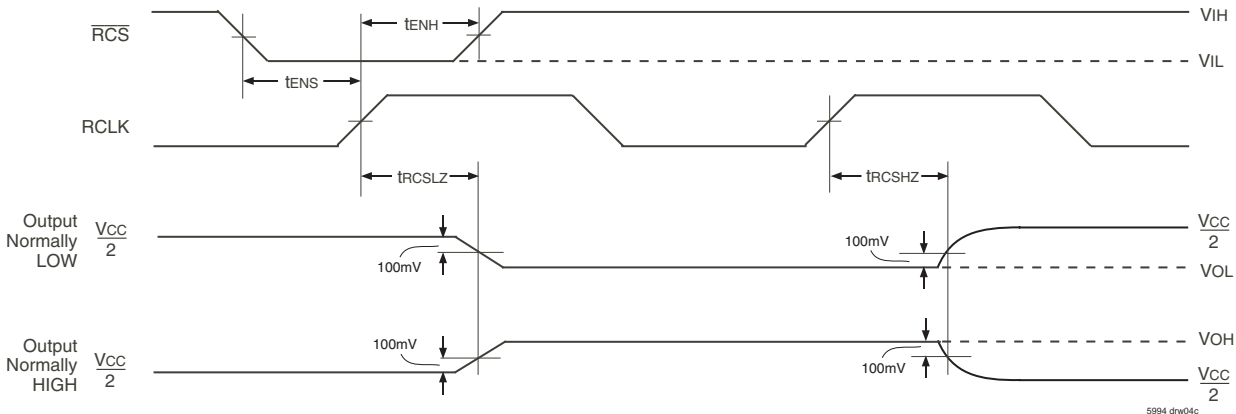 tENH
VIH
RCS
VIL
tENS
RCLK
tRCSLZ
tRCSHZ
Output
Normally
LOW
VCC
2
100mV
100mV
VCC
2
VOL
Output
Normally
HIGH
VCC
2
100mV
100mV
VOH
VCC
2
5994 drw04c